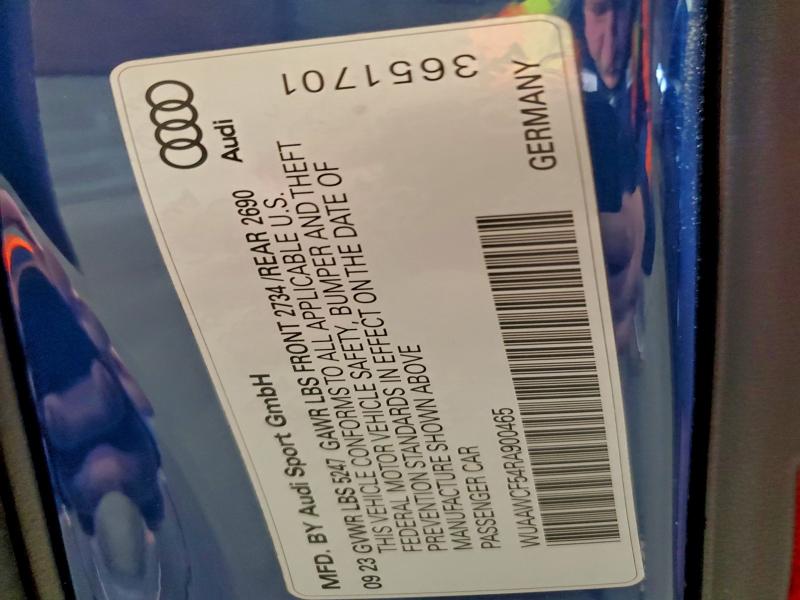 Audi
3651701
MFD. BY Audi Sport GmbH
09 23 GVWR LBS 5247 GAWR LBS FRONT 2734 /REAR 2690
THIS VEHICLE CONFORMS TO ALL APPLICABLE U.S.
FEDERAL MOTOR VEHICLE SAFETY, BUMPER AND THEFT
PREVENTION STANDARDS IN EFFECT ON THE DATE OF
MANUFACTURE SHOWN ABOVE
PASSENGER CAR
WUAAWCF54RA900465
GERMANY